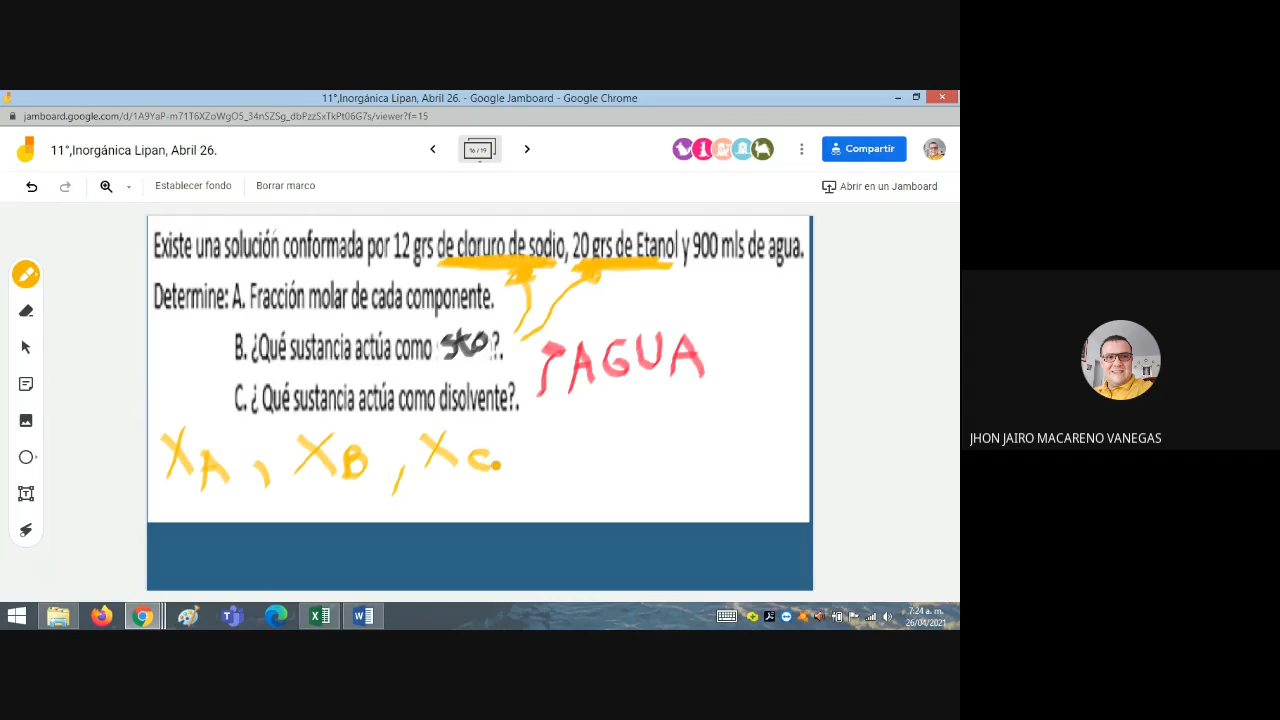 11°,Inorgánica Lipan, Abril 26. - Google Jamboard - Google Chrome
jamboard.google.com/d/1A9YaP-m71T6XZoWgO5_34nSZSg_dbPzzSxTkPt06G7s/viewer?f=15
11°,Inorgánica Lipan, Abril 26.
16 / 19
Compartir
Establecer fondo
Borrar marco
Abrir en un Jamboard
Existe una solución conformada por 12 grs de cloruro de sodio, 20 grs de Etanol y 900 mls de agua.
Determine: A. Fracción molar de cada componente.
B. ¿Qué sustancia actúa como sto?.
AGUA
C. ¿ Qué sustancia actúa como disolvente?.
XA, XB, XC
JHON JAIRO MACARENO VANEGAS
7:24 a. m.
26/04/2021